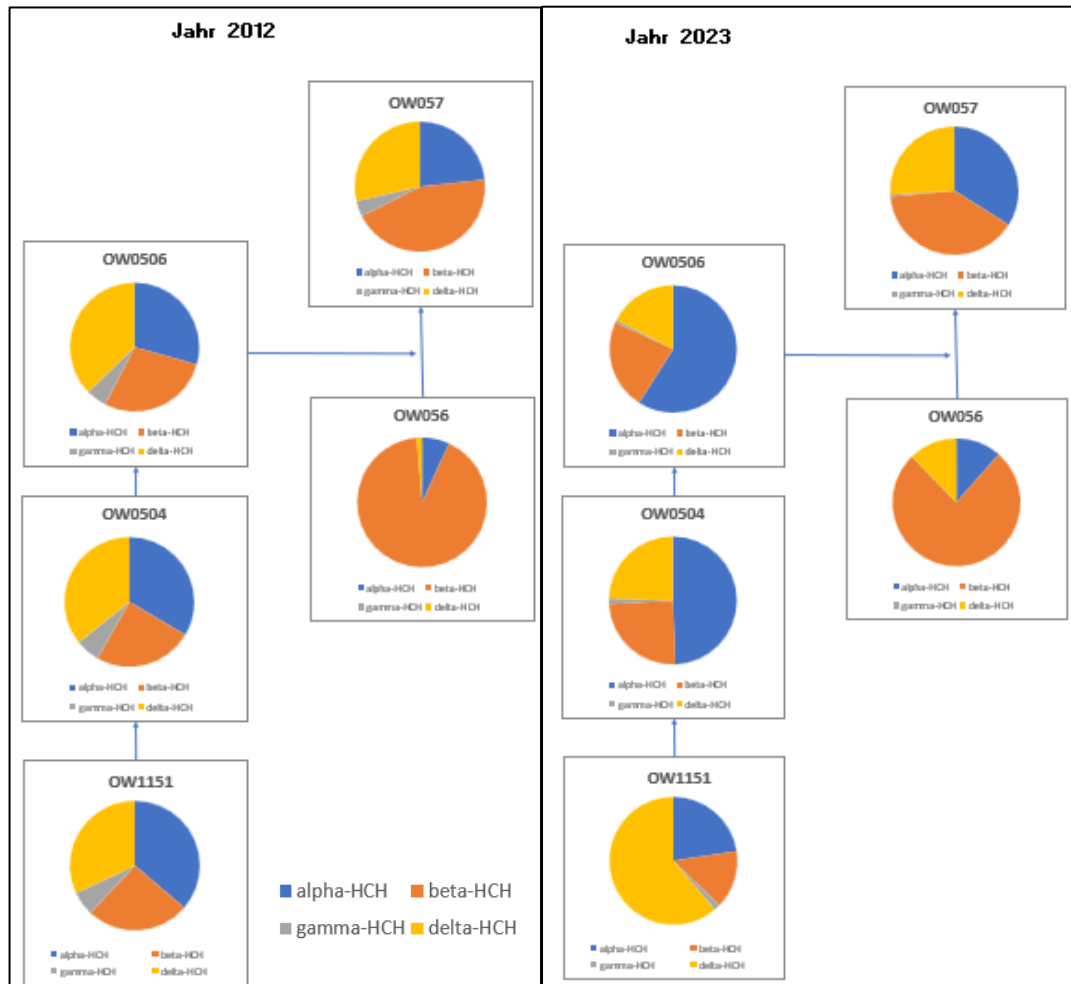 Jahr 2012
OW057
alpha-HCH beta-HCH
gamma-HCH delta-HCH
OW0506
alpha-HCH beta-HCH
gamma-HCH delta-HCH
OW056
alpha-HCH beta-HCH
gamma-HCH delta-HCH
OW0504
alpha-HCH beta-HCH
gamma-HCH delta-HCH
OW1151
alpha-HCH beta-HCH
gamma-HCH delta-HCH
alpha-HCH beta-HCH
gamma-HCH delta-HCH
Jahr 2023
OW057
alpha-HCH beta-HCH
gamma-HCH delta-HCH
OW0506
alpha-HCH beta-HCH
gamma-HCH delta-HCH
OW056
alpha-HCH beta-HCH
gamma-HCH delta-HCH
OW0504
alpha-HCH beta-HCH
gamma-HCH delta-HCH
OW1151
alpha-HCH beta-HCH
gamma-HCH delta-HCH